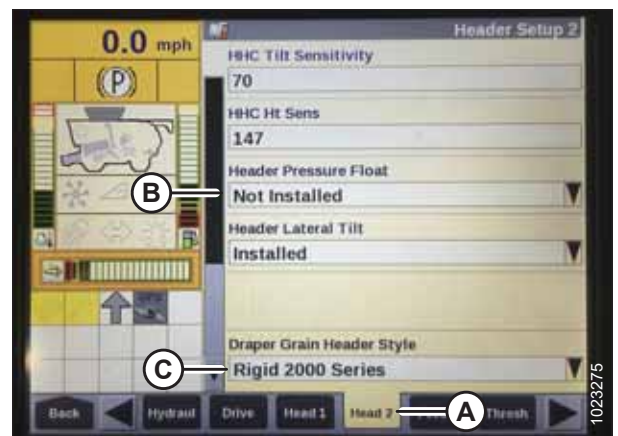 0.0 mph
Header Setup 2
(P)
HHC Tilt Sensitivity
70
HHC Ht Sens
147
Header Pressure Float
B
Not Installed
Header Lateral Tilt
Installed
Draper Grain Header Style
C
Rigid 2000 Series
Back
Hydraul
Drive
Head 1
Head 2
A
Thresh
1023275